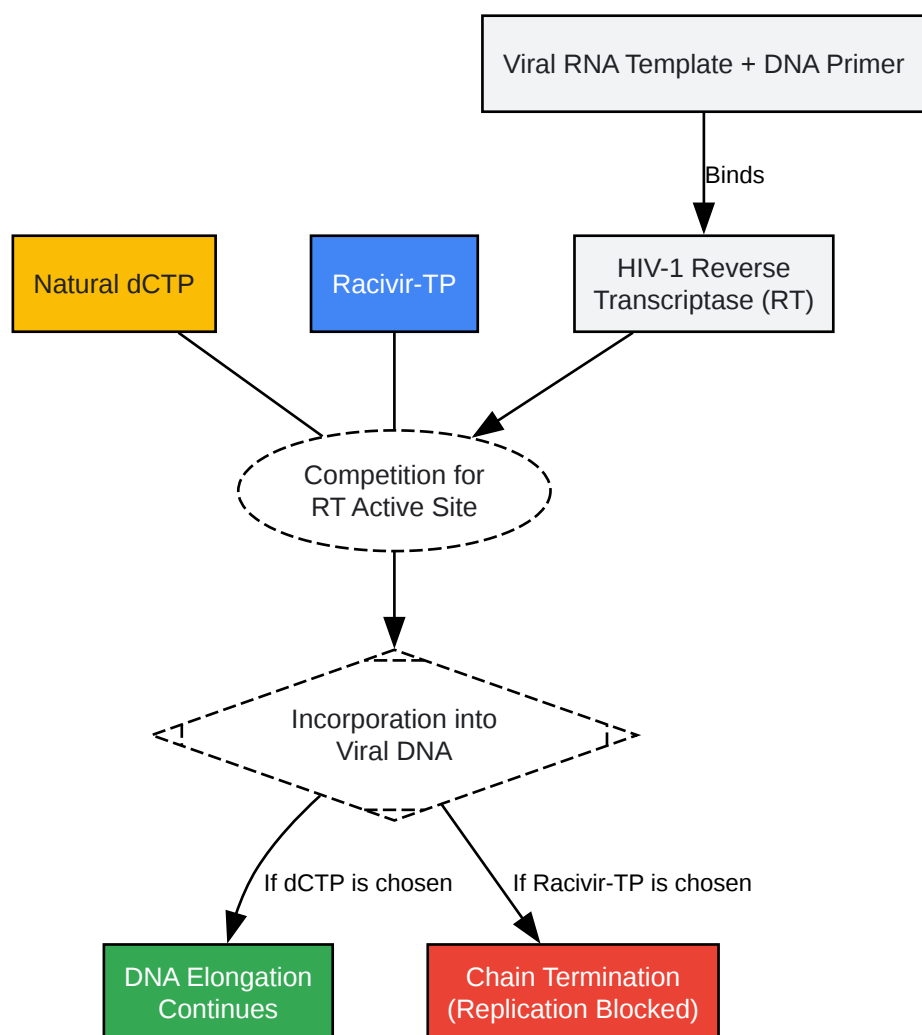 Viral RNA Template + DNA Primer
Binds
Natural dCTP
Racivir-TP
HIV-1 Reverse
Transcriptase (RT)
Competition for
RT Active Site
Incorporation into
Viral DNA
If dCTP is chosen
If Racivir-TP is chosen
DNA Elongation
Continues
Chain Termination
(Replication Blocked)